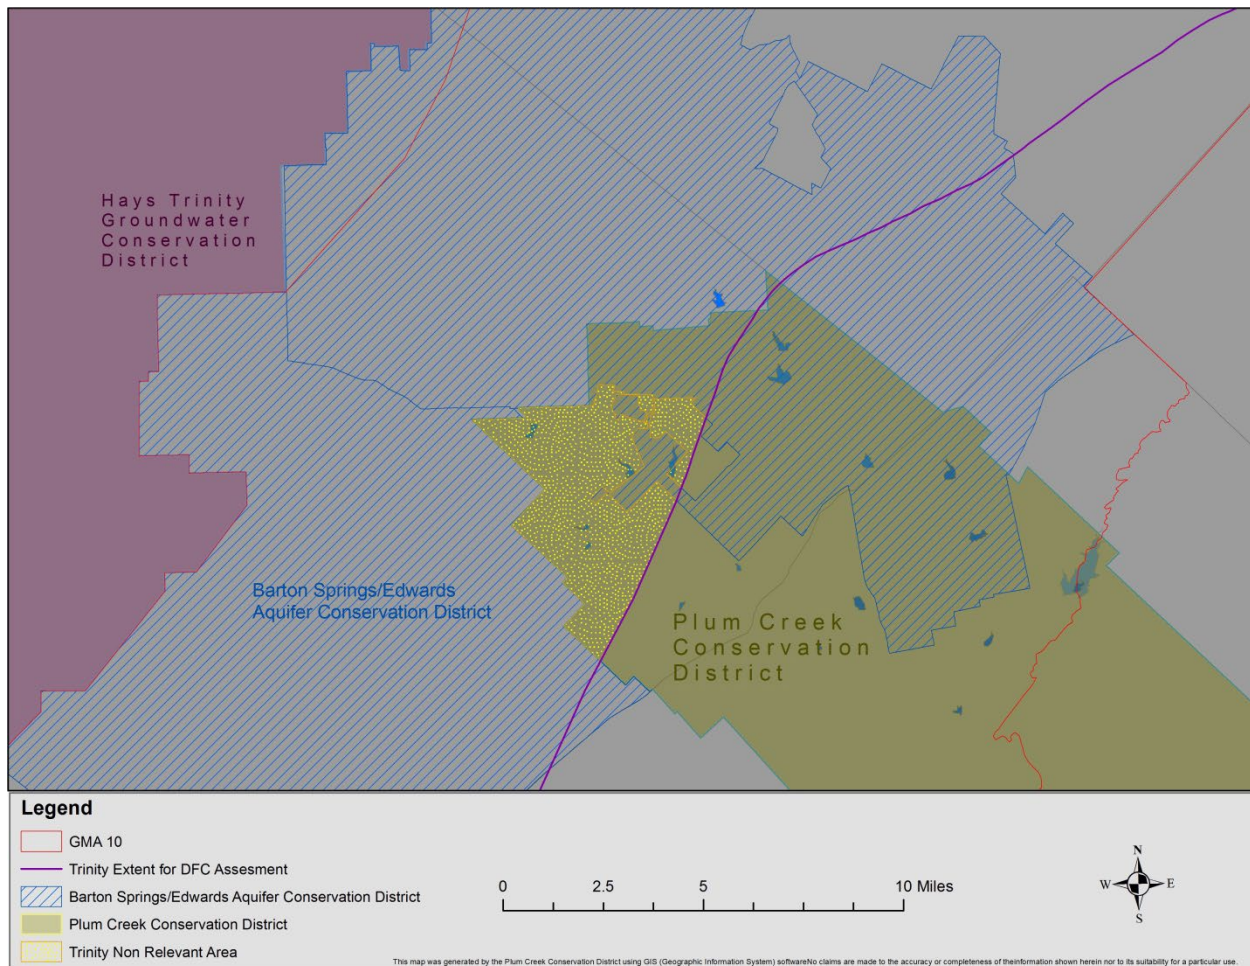 Hays Trinity
Groundwater
Conservation
District
Barton Springs/Edwards
Aquifer Conservation District
Plum Creek
Conservation
District
Legend
GMA 10
Trinity Extent for DFC Assesment
Barton Springs/Edwards Aquifer Conservation District
Plum Creek Conservation District
Trinity Non Relevant Area
0 2.5 5 10 Miles
N
W E
S
This map was generated by the Plum Creek Conservation District using GIS (Geographic Information System) softwareNo claims are made to the accuracy or completeness of theinformation shown herein nor to its suitability for a particular use.